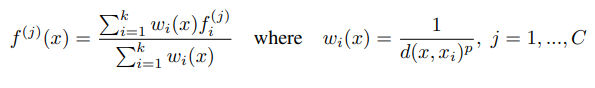 f^{(j)}(x) = \frac{\sum_{i=1}^{k} w_i(x) f_i^{(j)}}{\sum_{i=1}^{k} w_i(x)} where w_i(x) = \frac{1}{d(x, x_i)^p}, j = 1, ..., C